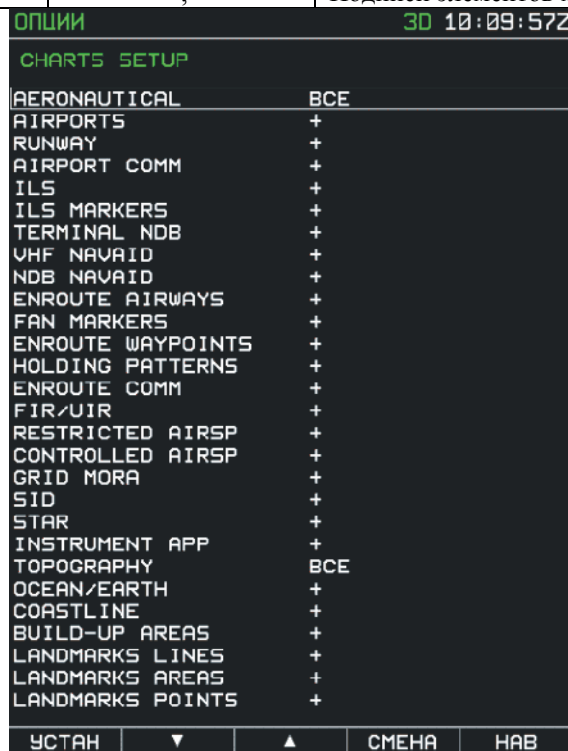 ОПЦИИ 3D 10:09:57Z
CHARTS SETUP
AERONAUTICAL ВСЕ
AIRPORTS +
RUNWAY +
AIRPORT COMM +
ILS +
ILS MARKERS +
TERMINAL NDB +
VHF NAVAID +
NDB NAVAID +
ENROUTE AIRWAYS +
FAN MARKERS +
ENROUTE WAYPOINTS +
HOLDING PATTERNS +
ENROUTE COMM +
FIR/UIR +
RESTRICTED AIRSP +
CONTROLLED AIRSP +
GRID MORA +
SID +
STAR +
INSTRUMENT APP +
TOPOGRAPHY ВСЕ
OCEAN/EARTH +
COASTLINE +
BUILD-UP AREAS +
LANDMARKS LINES +
LANDMARKS AREAS +
LANDMARKS POINTS +
УСТАН ▼ ▲ СМЕНА НАВ